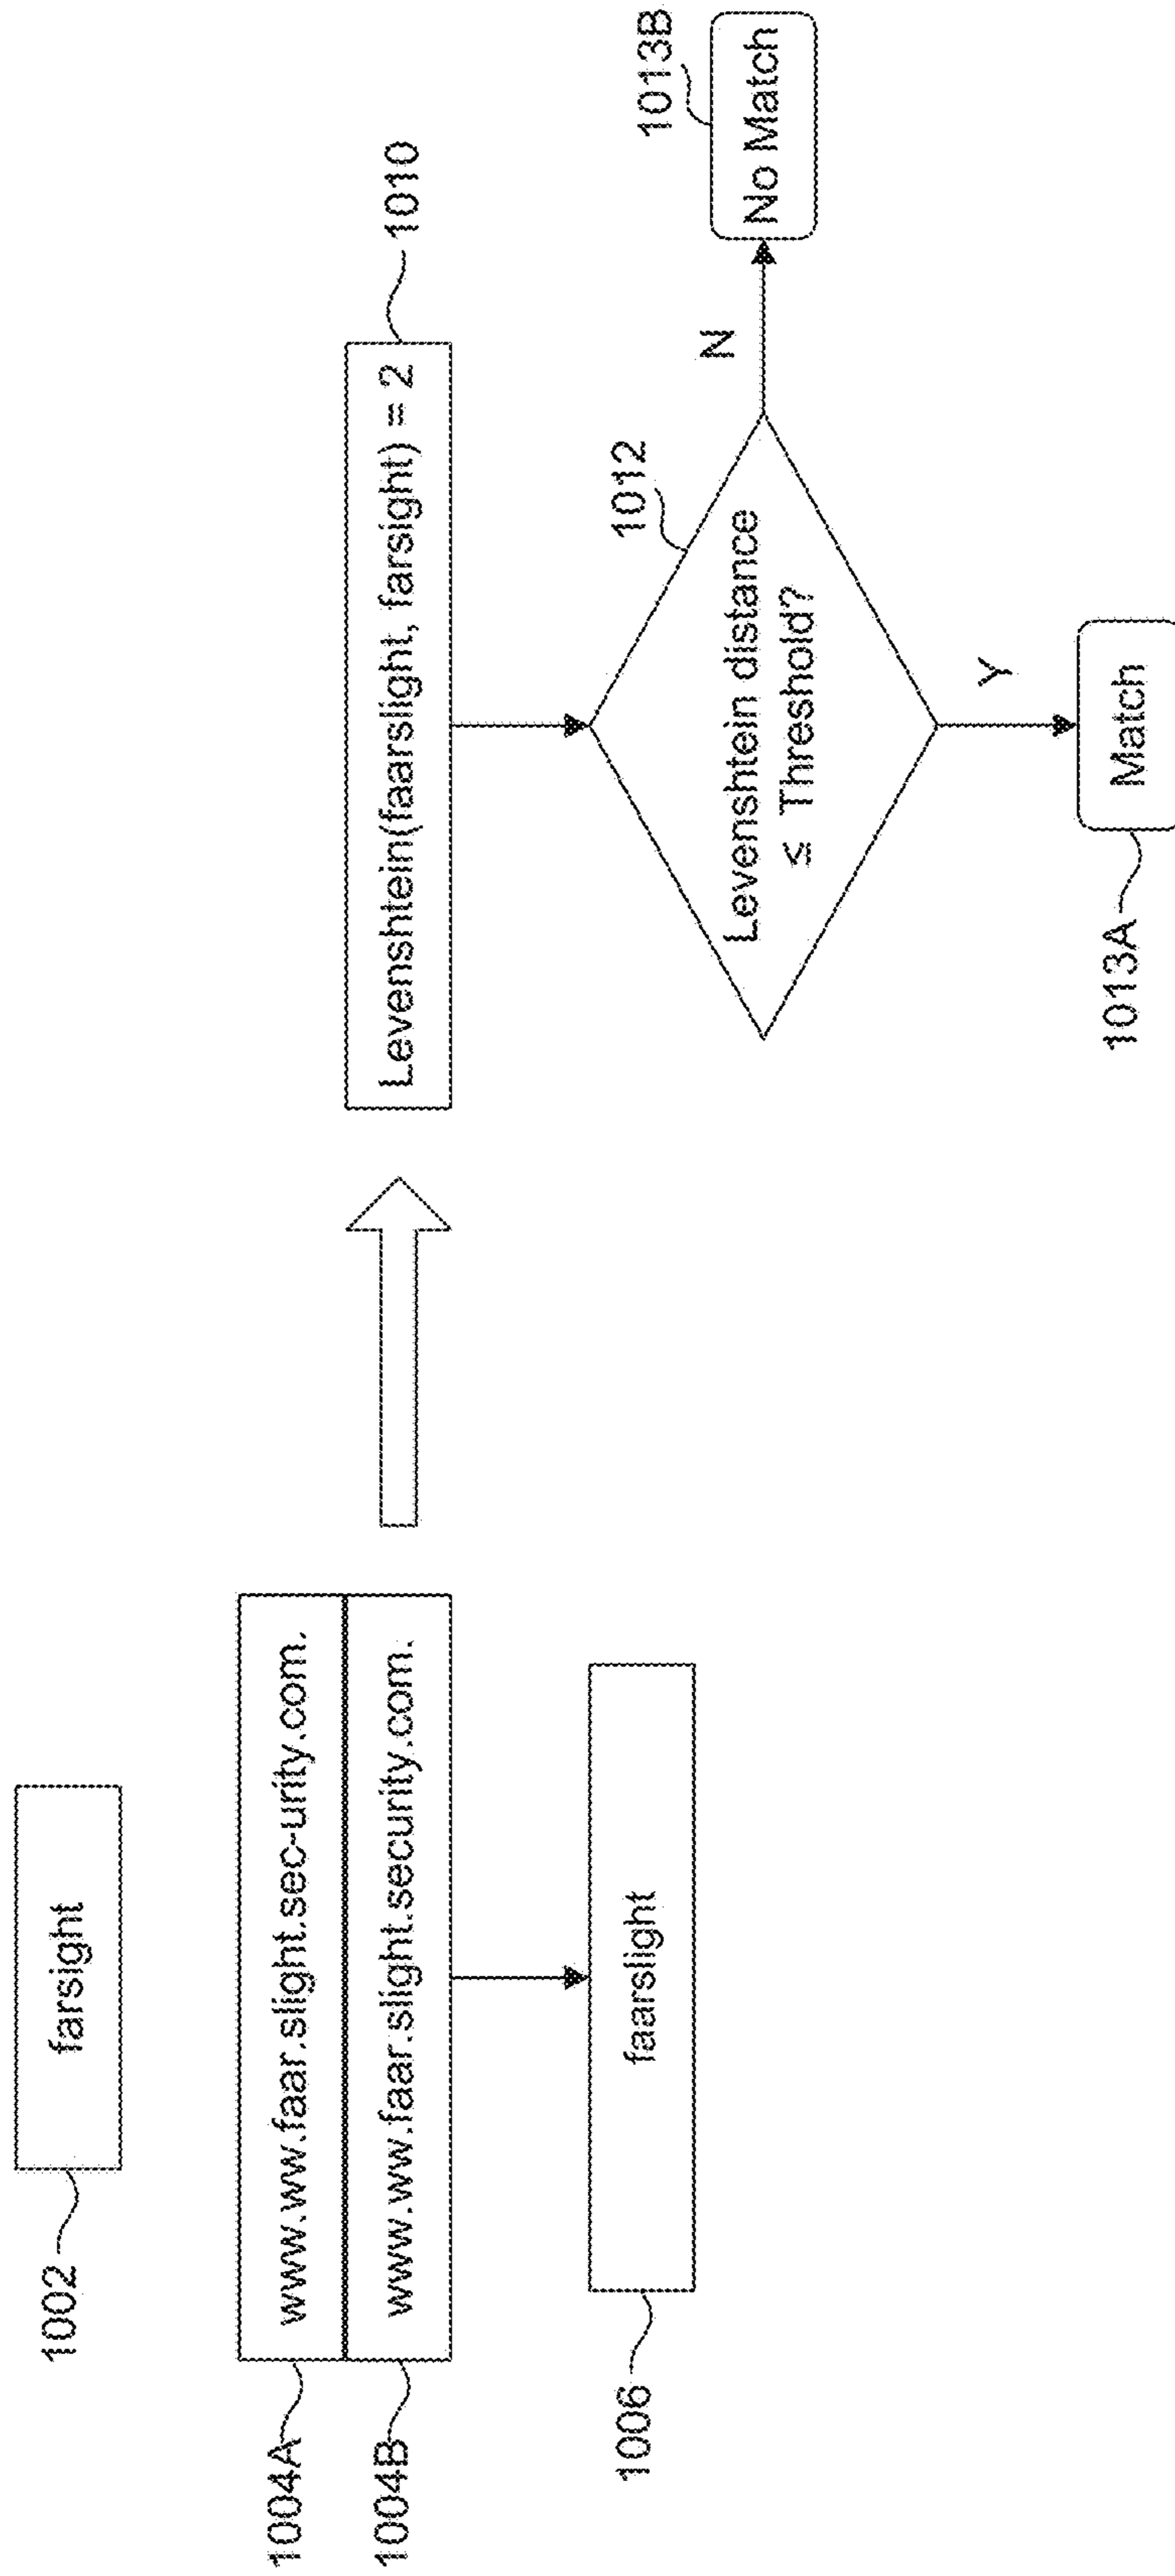 farsight
1002
1004A
www.ww.faar.slight.sec-urity.com.
1004B
www.ww.faar.slight.security.com.
1006
faarslight
Levenshtein(faarslight, farsight) = 2
1010
1012
Levenshtein distance
≤ Threshold?
N
1013B
No Match
Y
Match
1013A